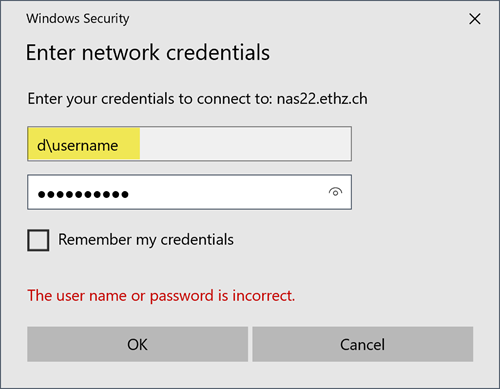 Windows Security
Enter network credentials
Enter your credentials to connect to: nas22.ethz.ch
d\username
●●●●●●●●●●
Remember my credentials
The user name or password is incorrect.
OK
Cancel